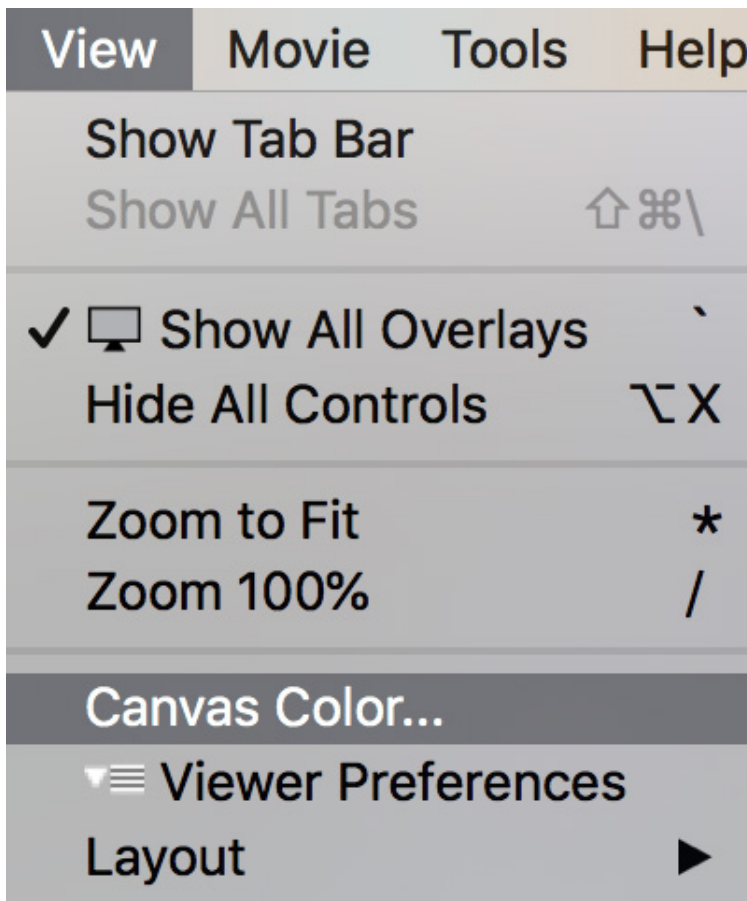 View Movie Tools Help
Show Tab Bar
Show All Tabs ⇧⌘\
✓ Show All Overlays `
Hide All Controls ⌥X
Zoom to Fit *
Zoom 100% /
Canvas Color...
Viewer Preferences
Layout ▶